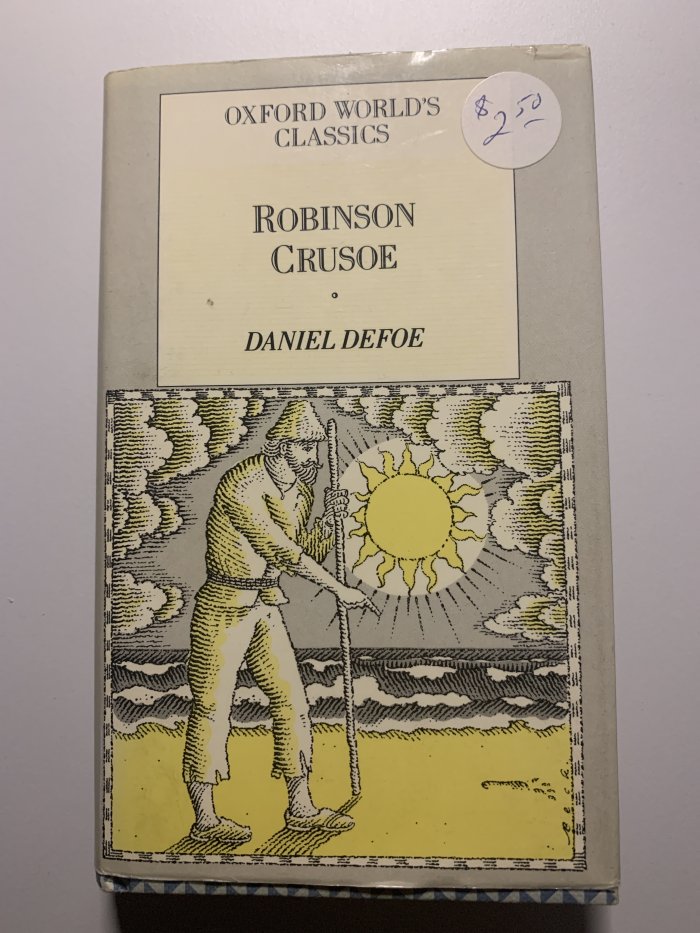 OXFORD WORLD'S
CLASSICS
$ 2 50
ROBINSON
CRUSOE
DANIEL DEFOE